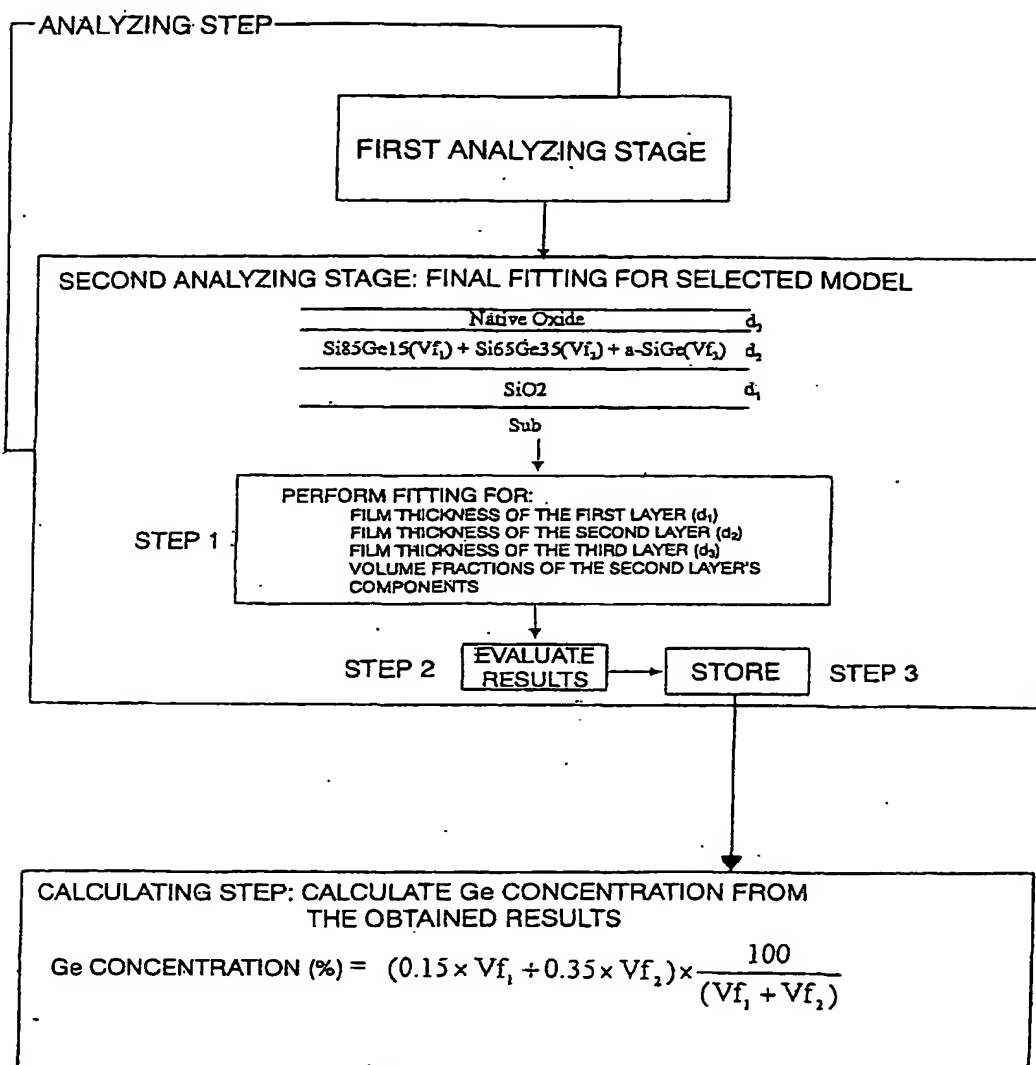 ANALYZING STEP
FIRST ANALYZING STAGE
SECOND ANALYZING STAGE: FINAL FITTING FOR SELECTED MODEL
Native Oxide d₃
Si85Ge15(Vf₁) + Si65Ge35(Vf₂) + a-SiGe(Vf₃) d₂
SiO2 d₁
Sub
STEP 1
PERFORM FITTING FOR:
FILM THICKNESS OF THE FIRST LAYER (d₁)
FILM THICKNESS OF THE SECOND LAYER (d₂)
FILM THICKNESS OF THE THIRD LAYER (d₃)
VOLUME FRACTIONS OF THE SECOND LAYER'S
COMPONENTS
STEP 2
EVALUATE
RESULTS
STORE
STEP 3
CALCULATING STEP: CALCULATE Ge CONCENTRATION FROM
THE OBTAINED RESULTS
Ge CONCENTRATION (%) = (0.15 × Vf₁ + 0.35 × Vf₂) × 100 / (Vf₁ + Vf₂)